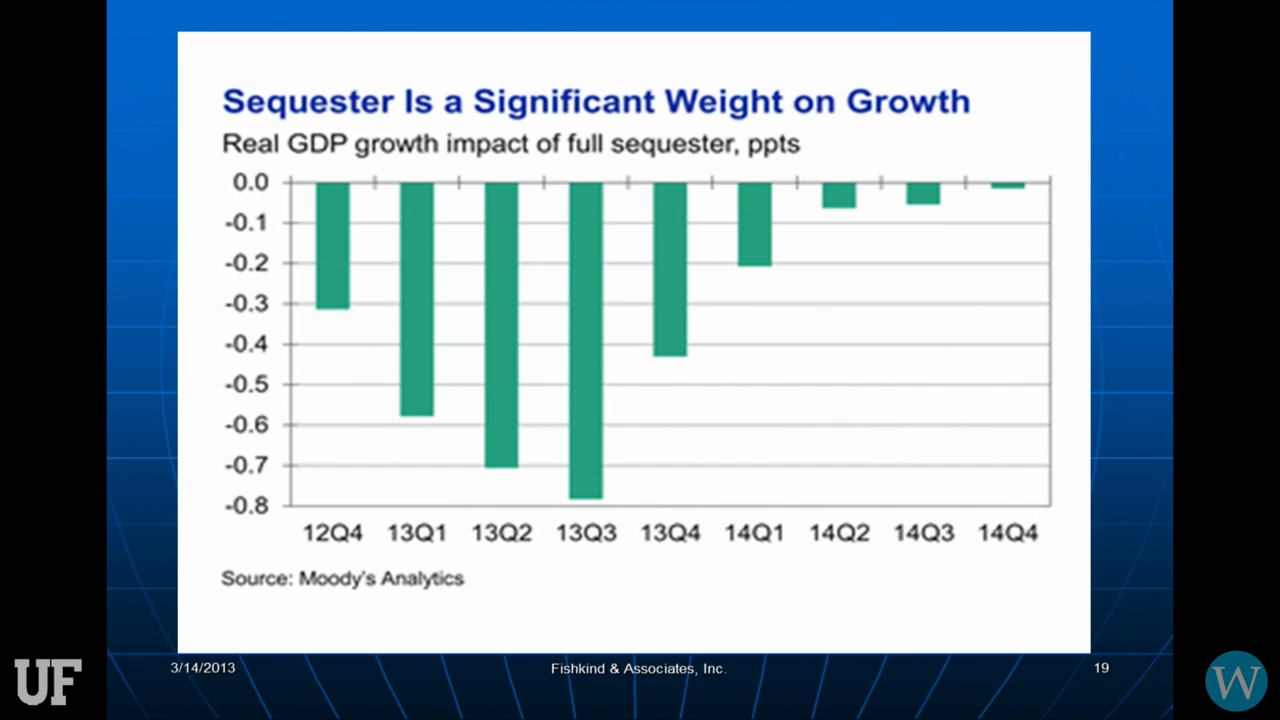 Sequester Is a Significant Weight on Growth
Real GDP growth impact of full sequester, ppts
0.0
-0.1
-0.2
-0.3
-0.4
-0.5
-0.6
-0.7
-0.8
12Q4 13Q1 13Q2 13Q3 13Q4 14Q1 14Q2 14Q3 14Q4
Source: Moody's Analytics
3/14/2013 Fishkind & Associates, Inc. 19
UF
W